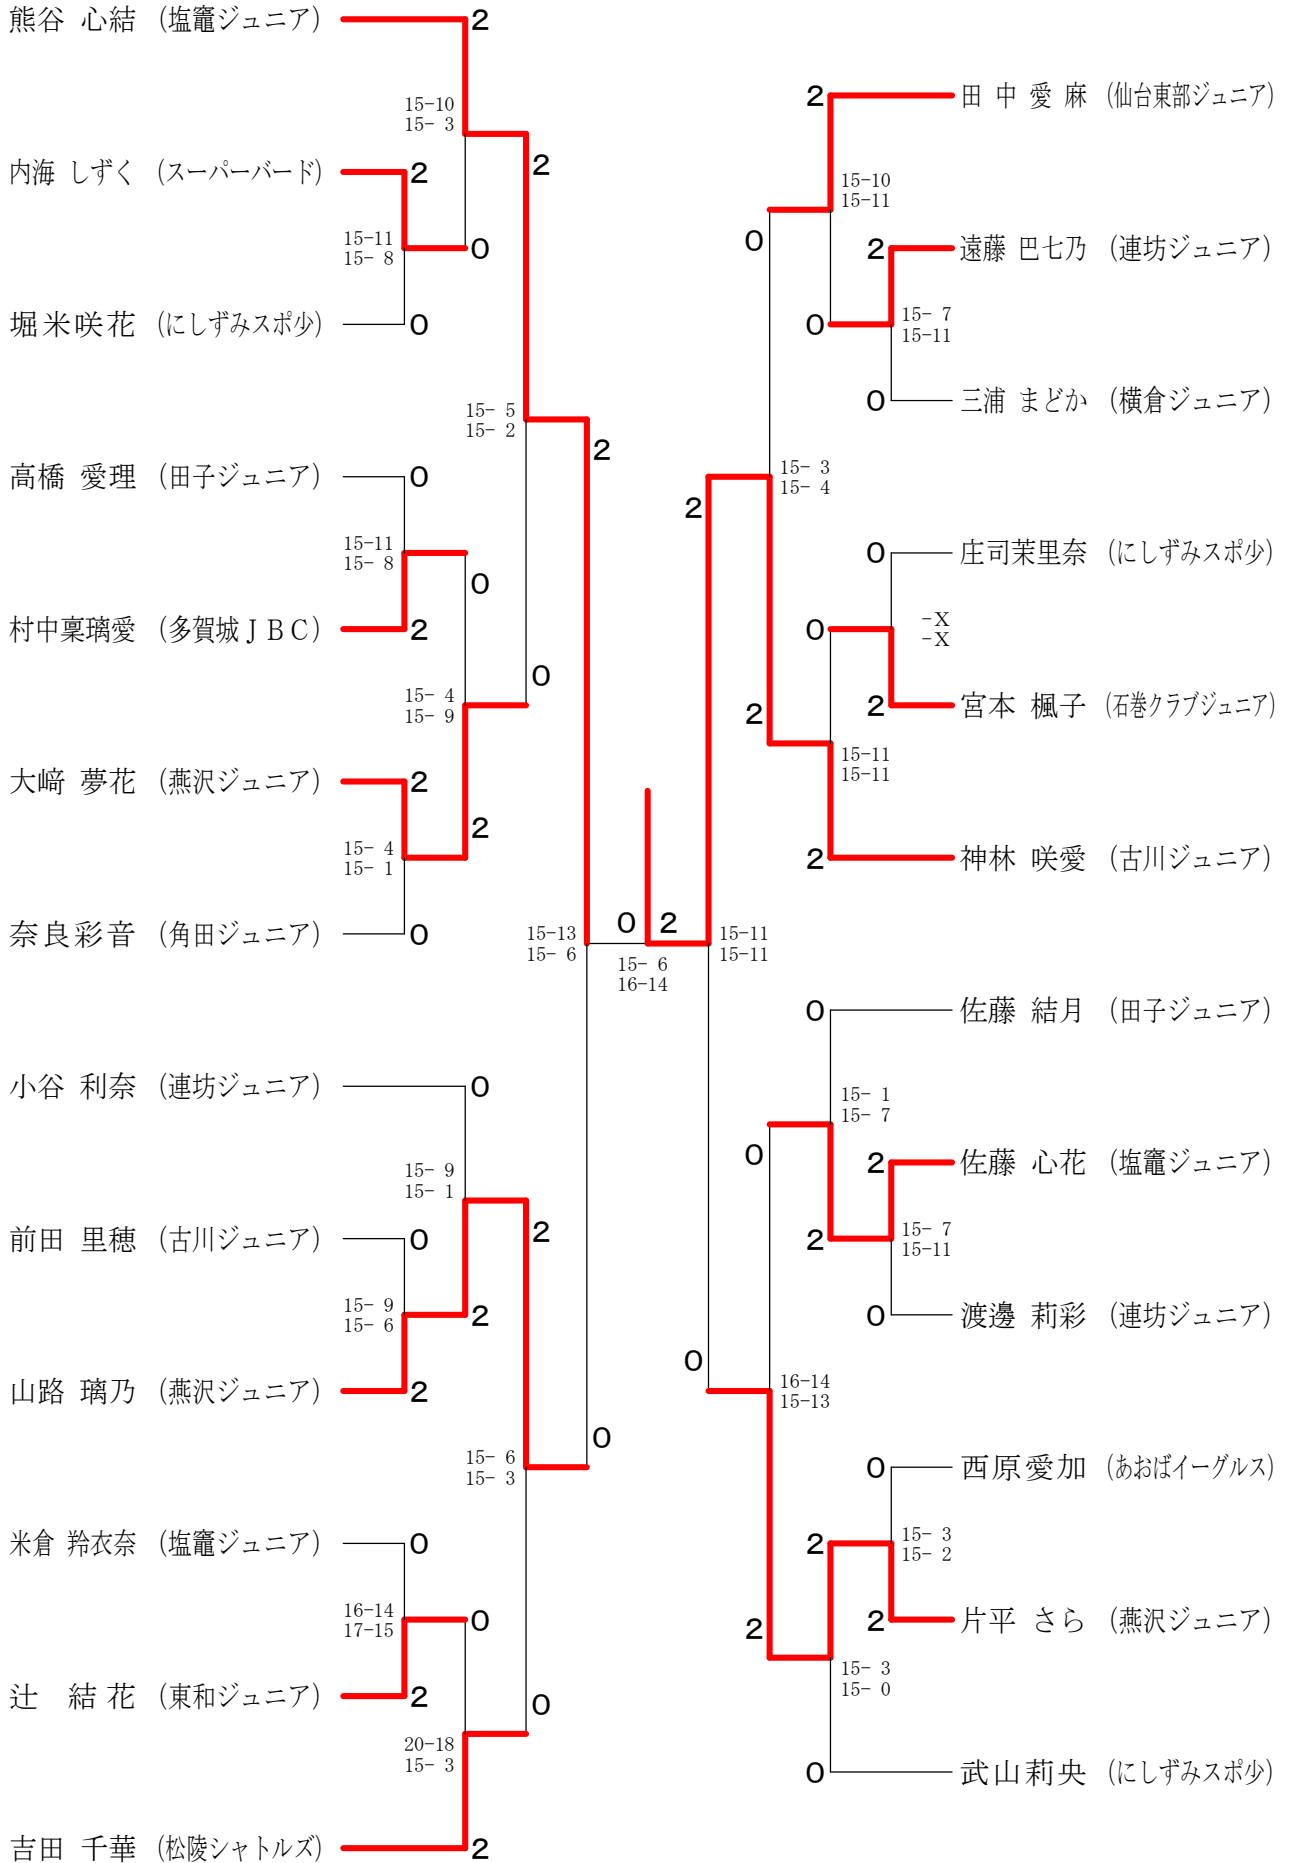 熊谷 心結 (塩竈ジュニア) 2
15-10
15- 3
内海 しずく (スーパーバード) 2
2
15-11
15- 8
0
堀米咲花 (にしずみスポ少) 0
15- 5
15- 2
2
高橋 愛理 (田子ジュニア) 0
15-11
15- 8
0
村中稟璃愛 (多賀城ＪＢＣ) 2
0
15- 4
15- 9
大﨑 夢花 (燕沢ジュニア) 2
2
15- 4
15- 1
奈良彩音 (角田ジュニア) 0
15-13
15- 6
小谷 利奈 (連坊ジュニア) 0
15- 9
15- 1
前田 里穂 (古川ジュニア) 0
2
15- 9
15- 6
2
山路 璃乃 (燕沢ジュニア) 2
15- 6
15- 3
0
米倉 羚衣奈 (塩竈ジュニア) 0
16-14
17-15
0
辻 結花 (東和ジュニア) 2
0
20-18
15- 3
吉田 千華 (松陵シャトルズ) 2
0 2
15- 6
16-14
2 田中愛麻 (仙台東部ジュニア)
15-10
15-11
0
2 遠藤 巴七乃 (連坊ジュニア)
0
15- 7
15-11
0 三浦 まどか (横倉ジュニア)
15- 3
15- 4
2
0 庄司茉里奈 (にしずみスポ少)
0
-X
-X
2 宮本 楓子 (石巻クラブジュニア)
2
15-11
15-11
2 神林 咲愛 (古川ジュニア)
15-11
15-11
0 佐藤 結月 (田子ジュニア)
15- 1
15- 7
0
2 佐藤 心花 (塩竈ジュニア)
2
15- 7
15-11
0 渡邊 莉彩 (連坊ジュニア)
0
16-14
15-13
0 西原愛加 (あおばイーグルス)
2
15- 3
15- 2
2 片平 さら (燕沢ジュニア)
2
15- 3
15- 0
0 武山莉央 (にしずみスポ少)